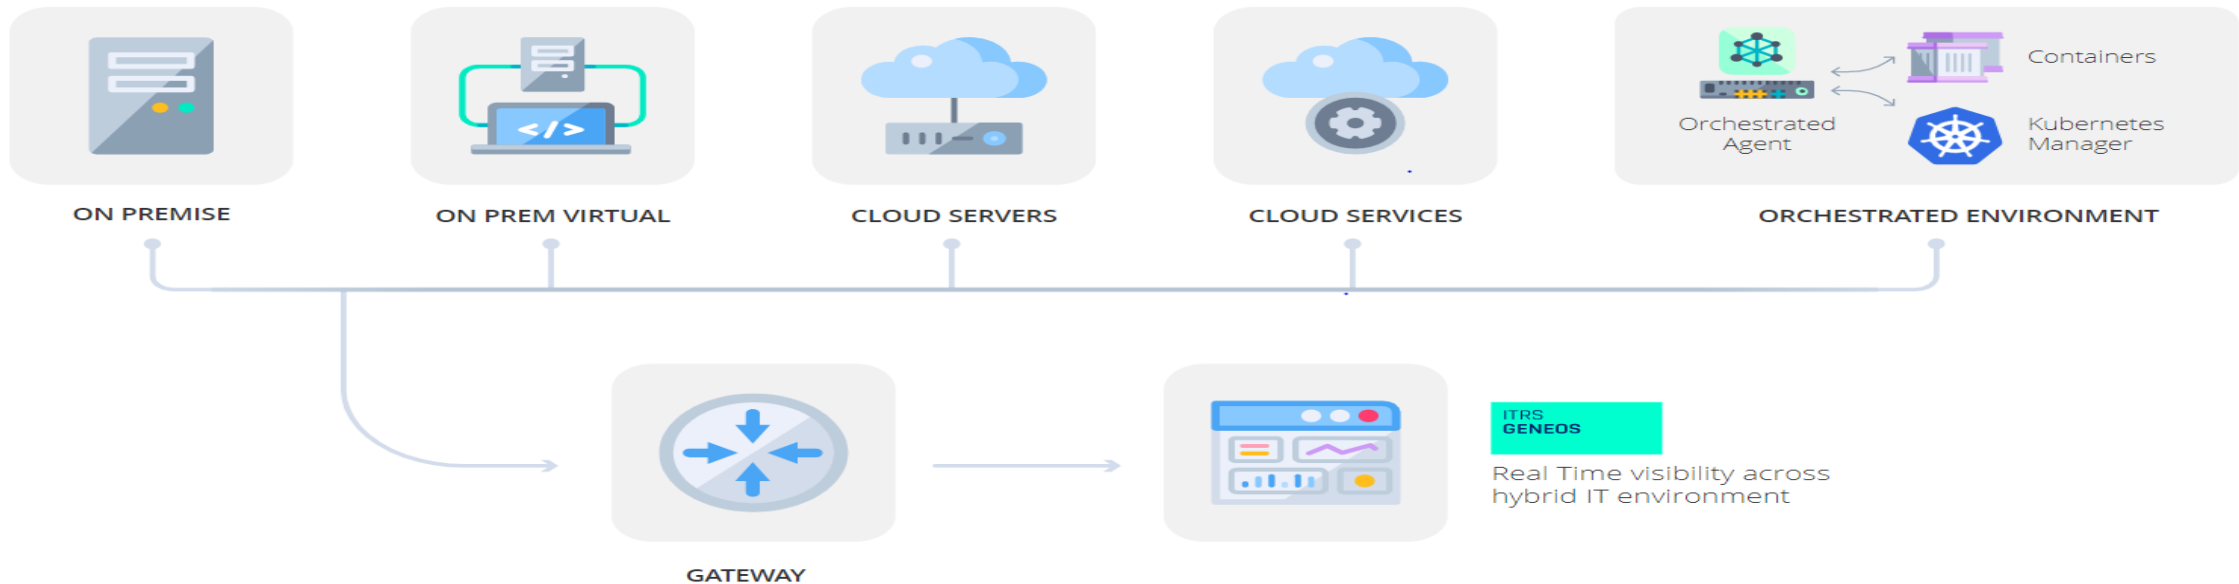 Containers
Orchestrated
Agent
Kubernetes
Manager
ON PREMISE
ON PREM VIRTUAL
</>
CLOUD SERVERS
CLOUD SERVICES
ORCHESTRATED ENVIRONMENT
ITRS
GENEOS
Real Time visibility across
hybrid IT environment
GATEWAY